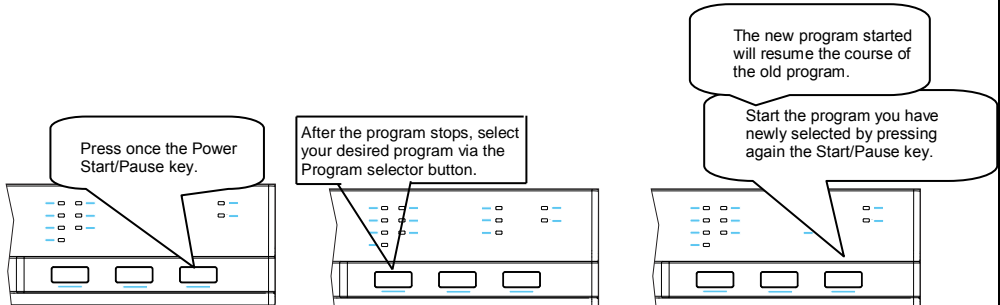 Press once the Power
Start/Pause key.
After the program stops, select
your desired program via the
Program selector button.
The new program started
will resume the course of
the old program.
Start the program you have
newly selected by pressing
again the Start/Pause key.